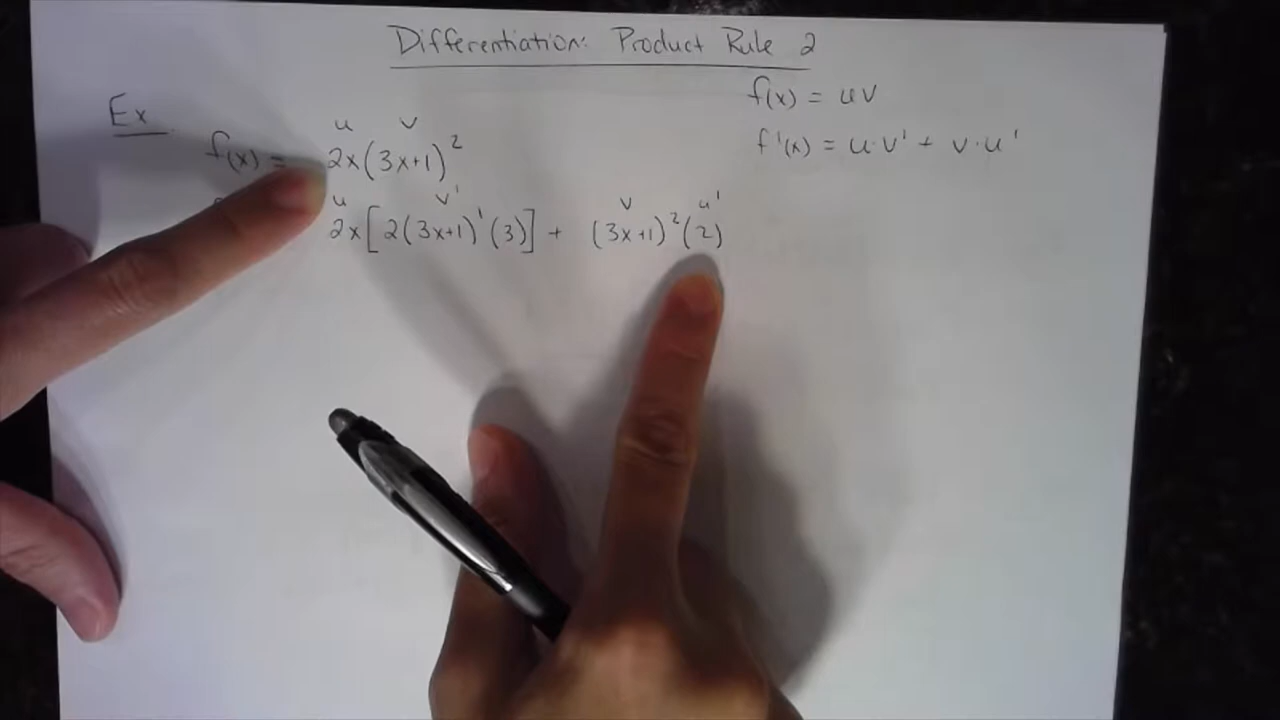 Differentiation: Product Rule 2
f(x) = uv
f'(x) = u·v' + v·u'
Ex
u v
f(x) = 2x(3x+1)²
u v' v u'
2x[2(3x+1)¹(3)] + (3x+1)²(2)